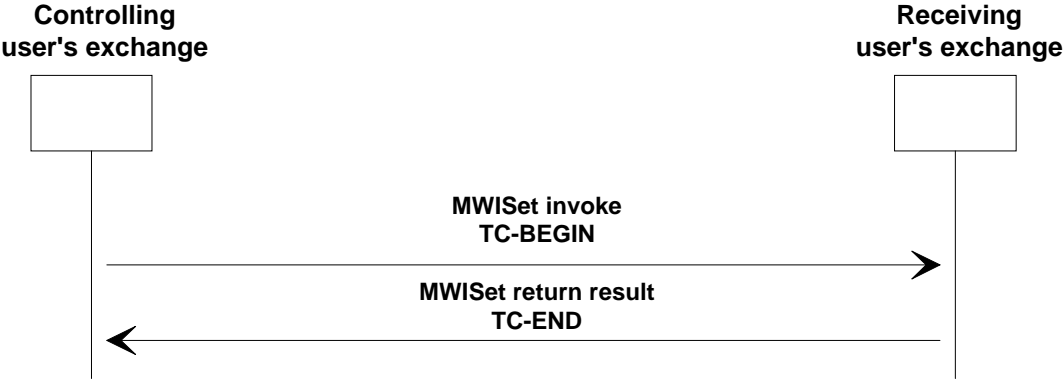 Controlling
user's exchange
Receiving
user's exchange
MWISet invoke
TC-BEGIN
MWISet return result
TC-END